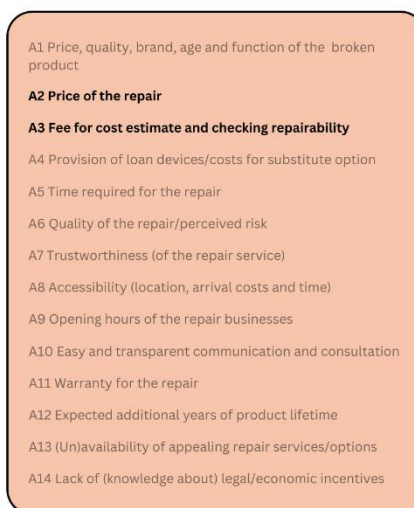 A1 Price, quality, brand, age and function of the broken
product
A2 Price of the repair
A3 Fee for cost estimate and checking repairability
A4 Provision of loan devices/costs for substitute option
A5 Time required for the repair
A6 Quality of the repair/perceived risk
A7 Trustworthiness (of the repair service)
A8 Accessibility (location, arrival costs and time)
A9 Opening hours of the repair businesses
A10 Easy and transparent communication and consultation
A11 Warranty for the repair
A12 Expected additional years of product lifetime
A13 (Un)availability of appealing repair services/options
A14 Lack of (knowledge about) legal/economic incentives